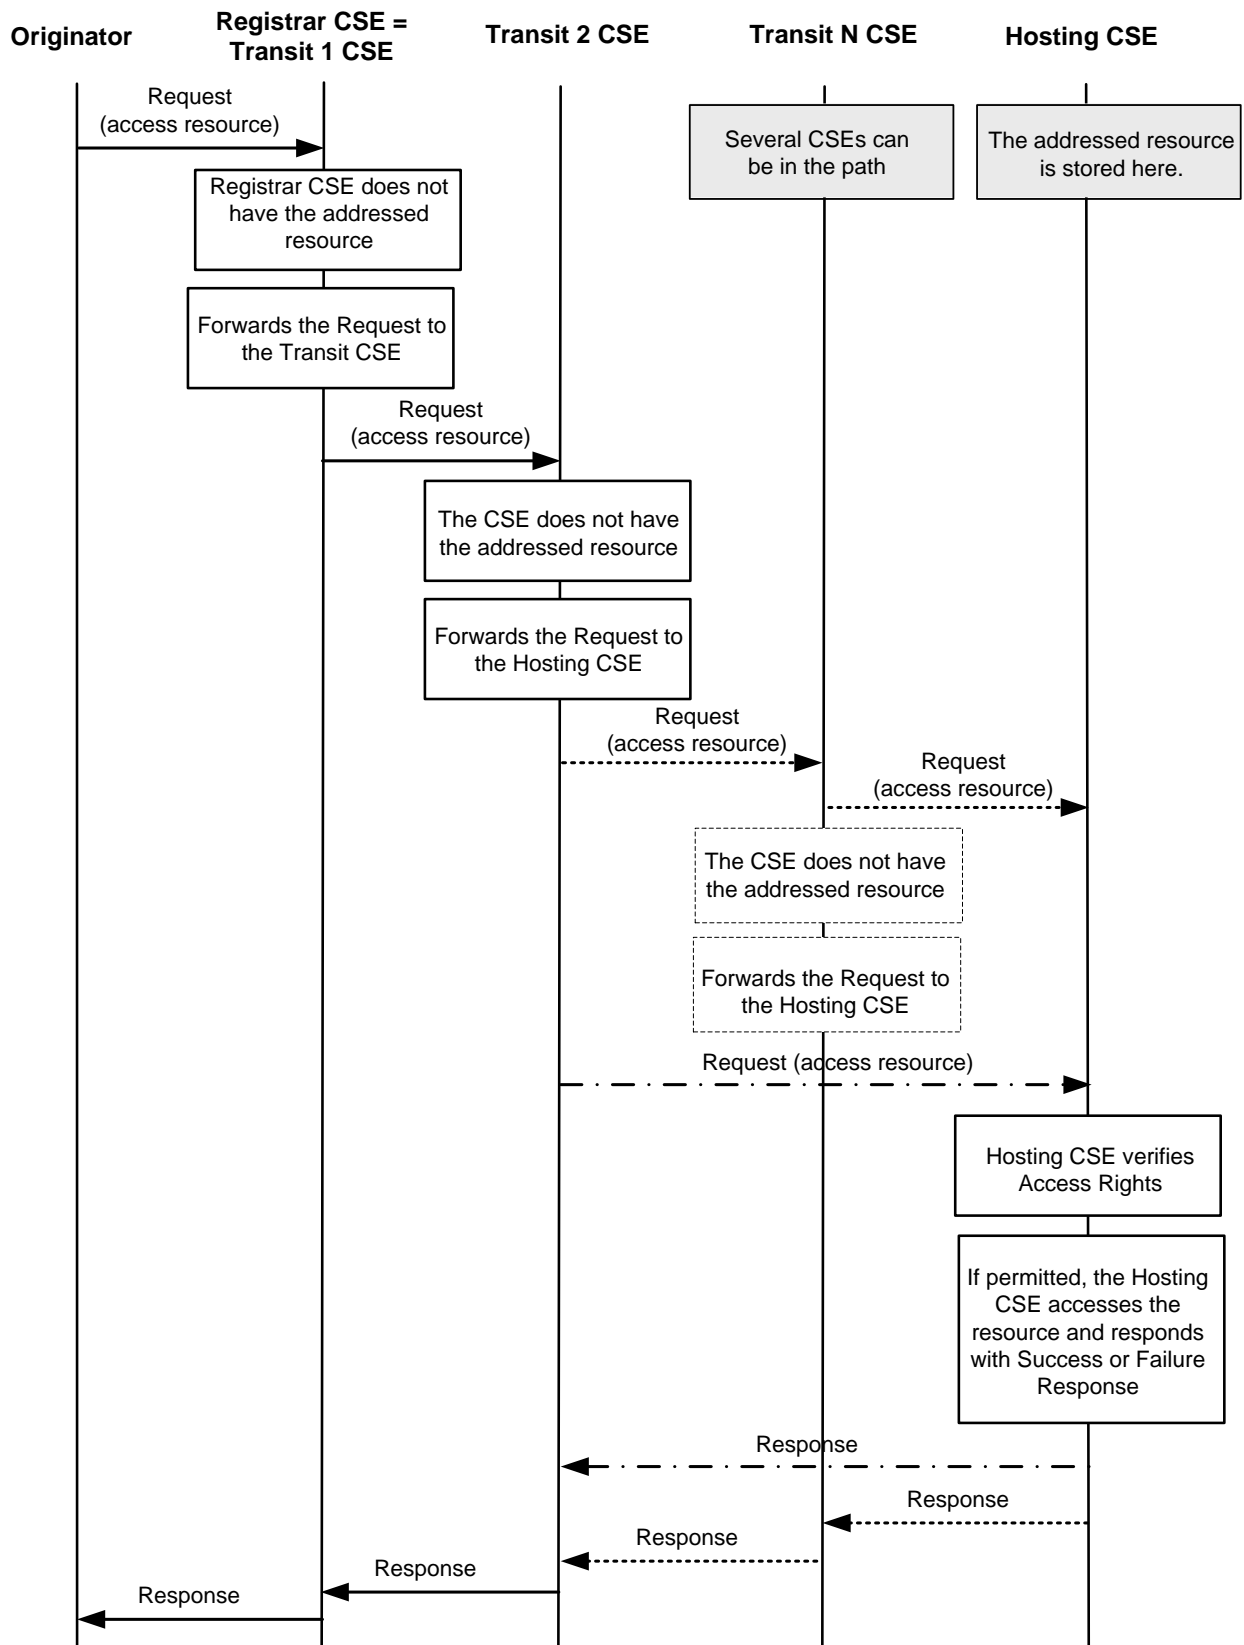 Originator
Registrar CSE =
Transit 1 CSE
Transit 2 CSE
Transit N CSE
Hosting CSE
Request
(access resource)
Several CSEs can
be in the path
The addressed resource
is stored here.
Registrar CSE does not
have the addressed
resource
Forwards the Request to
the Transit CSE
Request
(access resource)
The CSE does not have
the addressed resource
Forwards the Request to
the Hosting CSE
Request
(access resource)
Request
(access resource)
The CSE does not have
the addressed resource
Forwards the Request to
the Hosting CSE
Request (access resource)
Hosting CSE verifies
Access Rights
If permitted, the Hosting
CSE accesses the
resource and responds
with Success or Failure
Response
Response
Response
Response
Response
Response